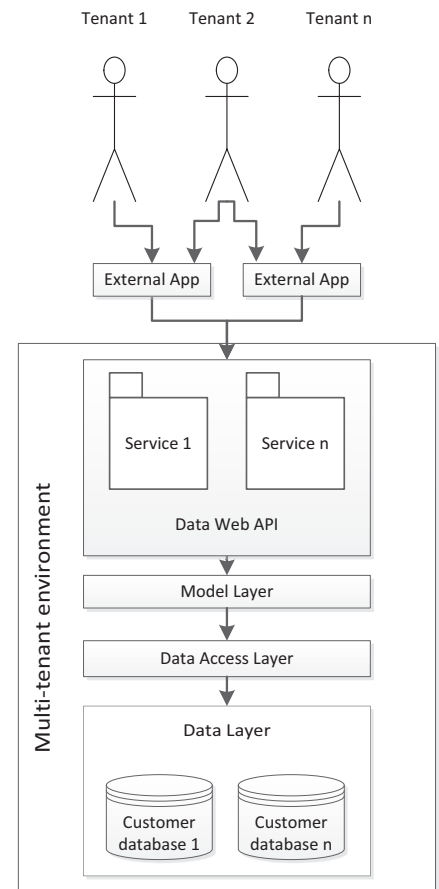 Tenant 1 Tenant 2 Tenant n
External App External App
Service 1 Service n
Data Web API
Model Layer
Data Access Layer
Data Layer
Customer database 1
Customer database n
Multi-tenant environment